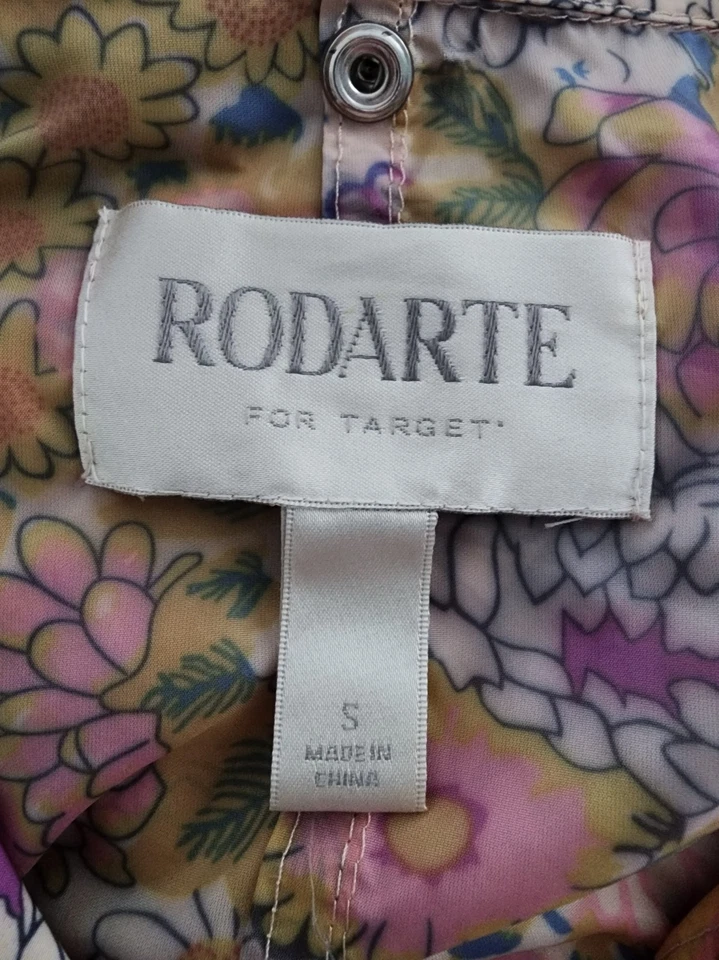 RODARTE
FOR TARGET*
S
MADE IN
CHINA